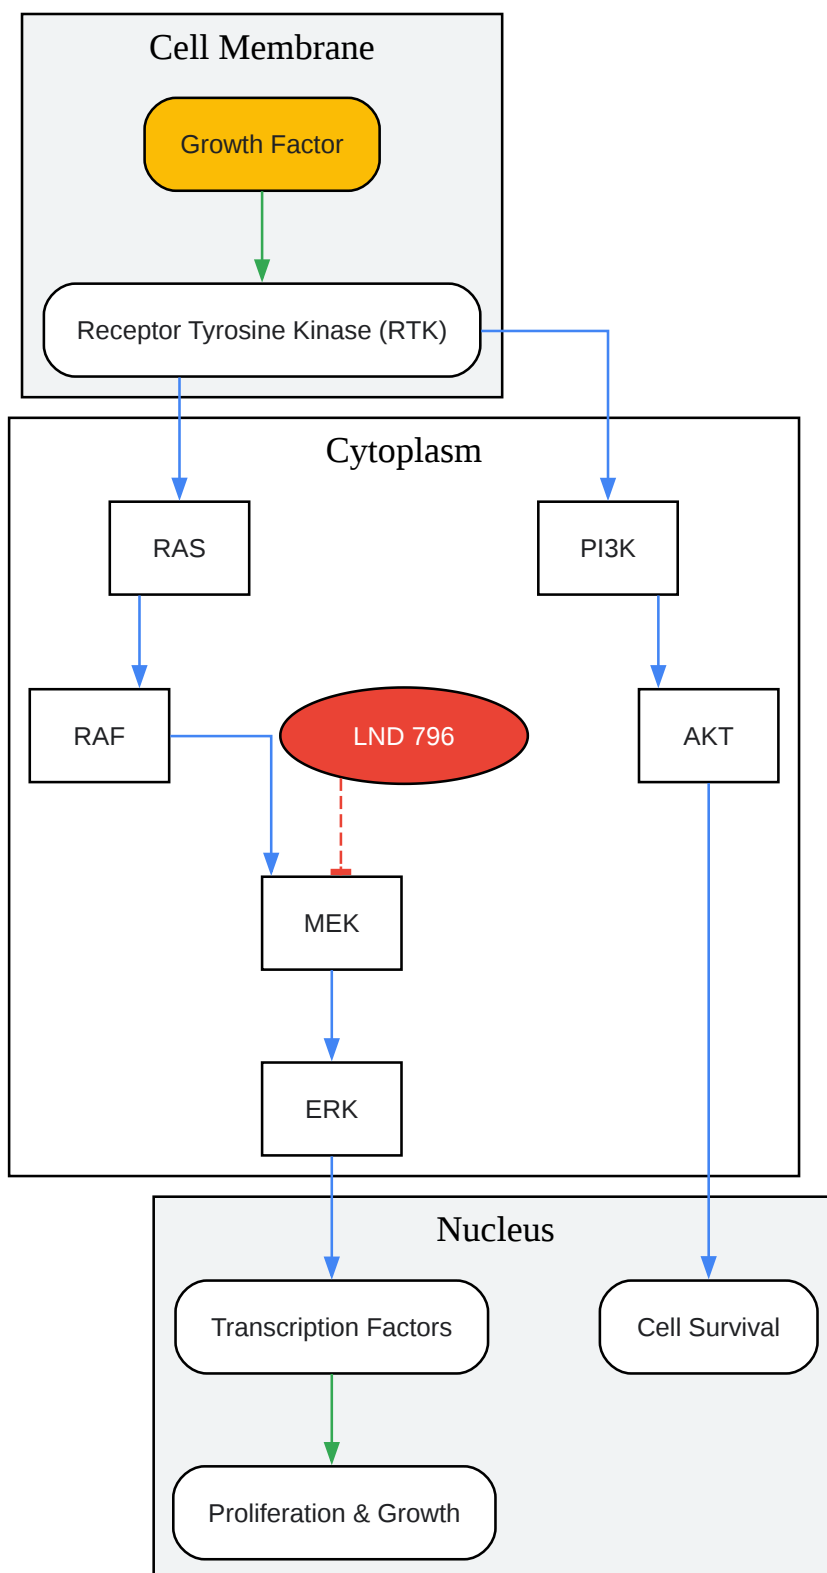 Cell Membrane
Growth Factor
Receptor Tyrosine Kinase (RTK)
Cytoplasm
RAS
PI3K
RAF
LND 796
AKT
MEK
ERK
Nucleus
Transcription Factors
Cell Survival
Proliferation & Growth